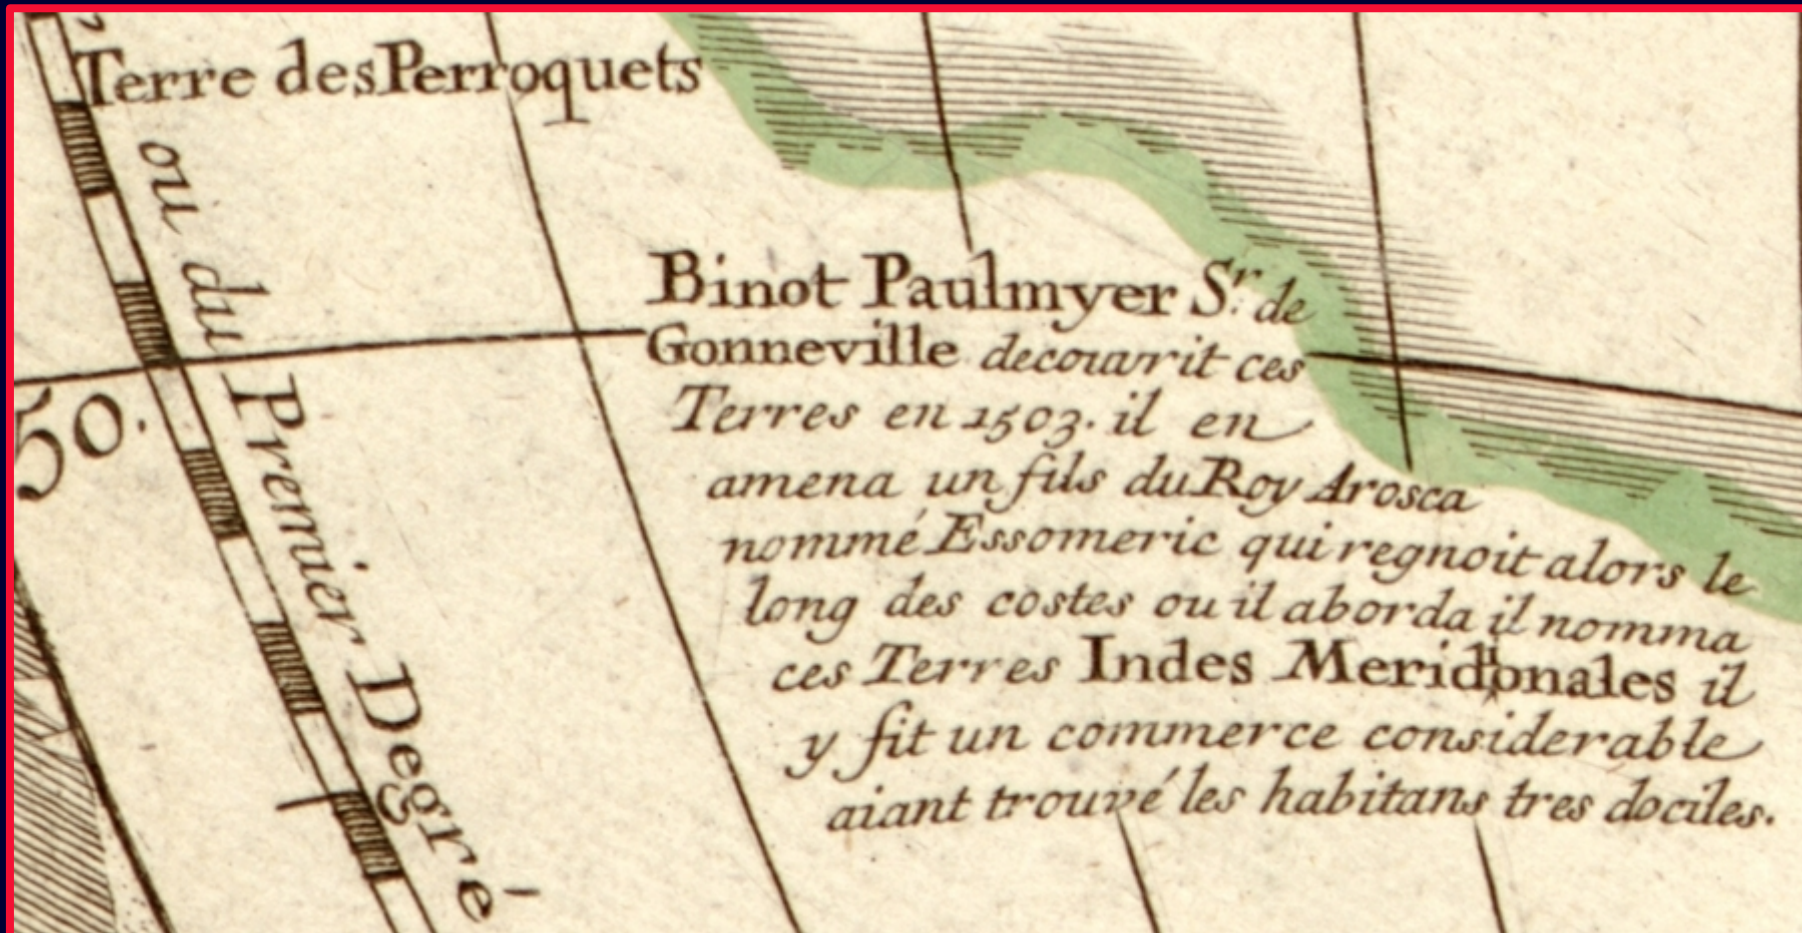 Terre des Perroquets
ou du Premier Degré
50.
Binot Paulmyer Sr. de
Gonneville decouvrit ces
Terres en 1503. il en
amena un fils du Roy Arosca
nommé Essomeric qui regnoit alors le
long des costes ou il aborda il nomma
ces Terres Indes Meridionales il
y fit un commerce considerable
aiant trouvé les habitans tres dociles.